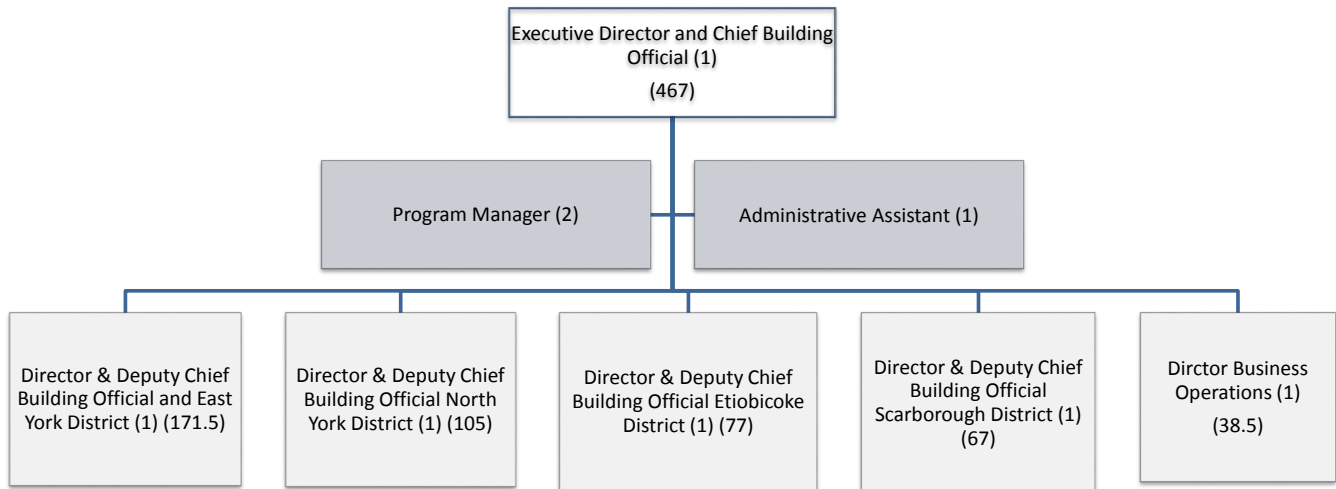 Executive Director and Chief Building
Official (1)
(467)
Program Manager (2)
Administrative Assistant (1)
Director & Deputy Chief
Building Official and East
York District (1) (171.5)
Director & Deputy Chief
Building Official North
York District (1) (105)
Director & Deputy Chief
Building Official Etiobicoke
District (1) (77)
Director & Deputy Chief
Building Official
Scarborough District (1)
(67)
Dirctor Business
Operations (1)
(38.5)